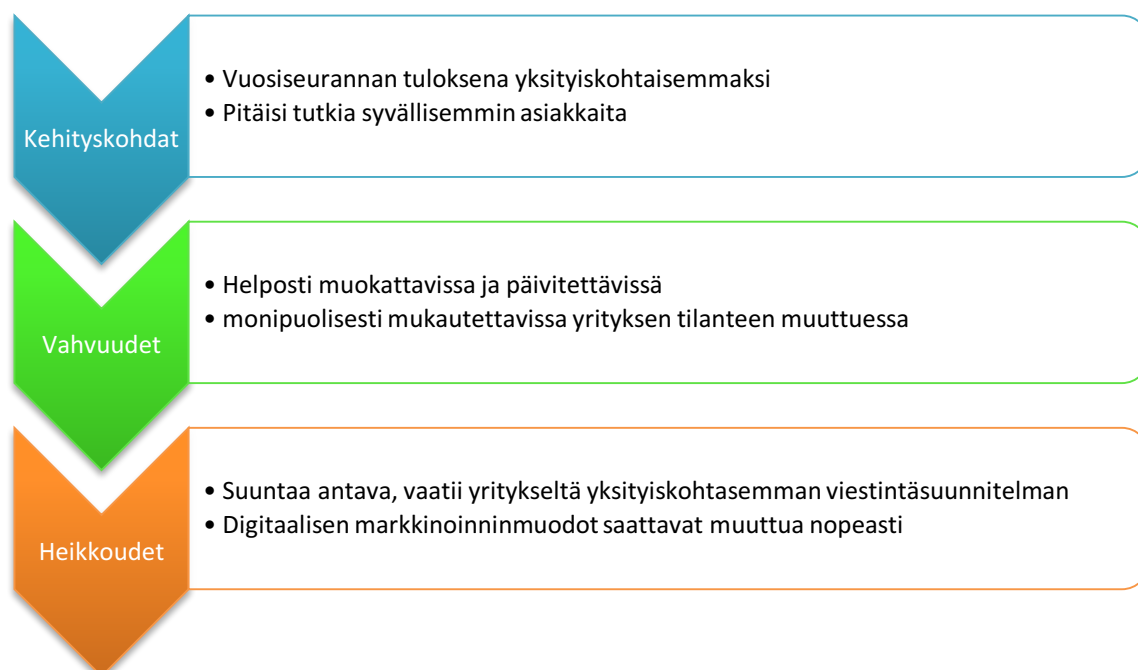 Kehityskohdat
• Vuosiseurannan tuloksena yksityiskohtaisemmaksi
• Pitäisi tutkia syvällisemmin asiakkaita
Vahvuudet
• Helposti muokattavissa ja päivitettävissä
• monipuolisesti mukautettavissa yrityksen tilanteen muuttuessa
Heikkoudet
• Suuntaa antava, vaatii yritykseltä yksityiskohtasemman viestintäsuunnitelman
• Digitaalisen markkinoinninmuodot saattavat muuttua nopeasti